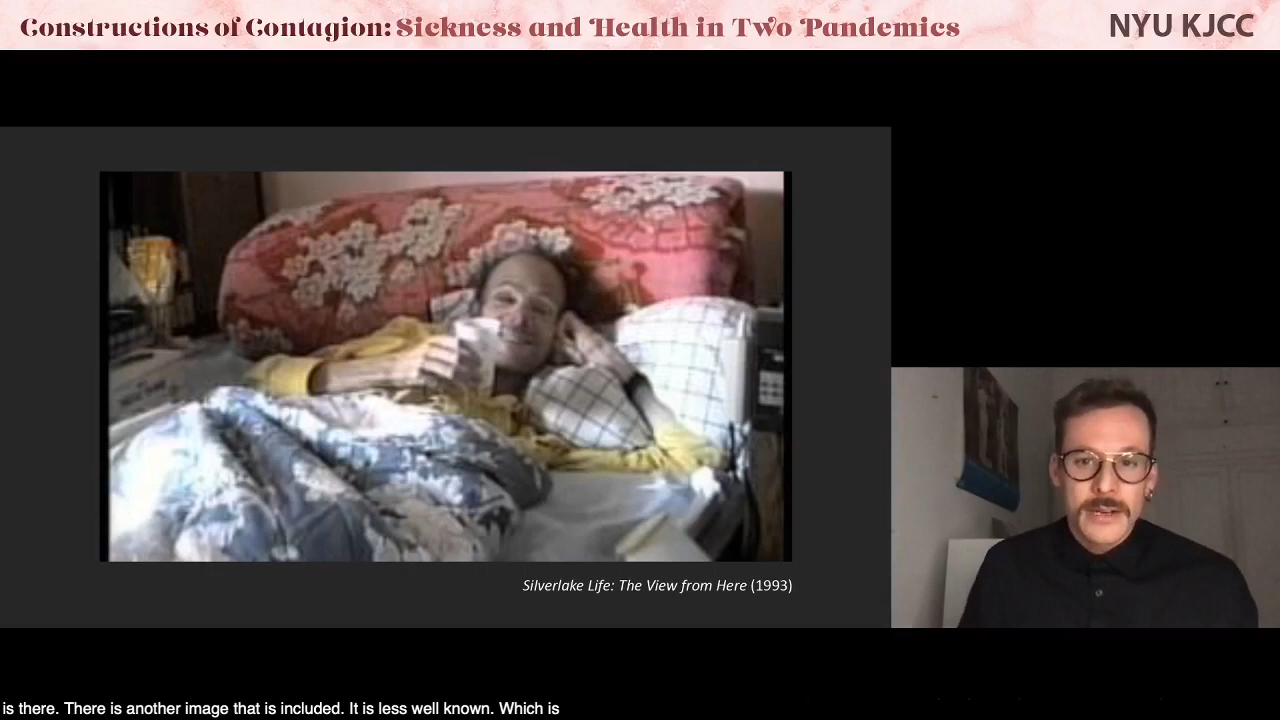 Constructions of Contagion: Sickness and Health in Two Pandemics
NYU KJCC
Silverlake Life: The View from Here (1993)
is there. There is another image that is included. It is less well known. Which is